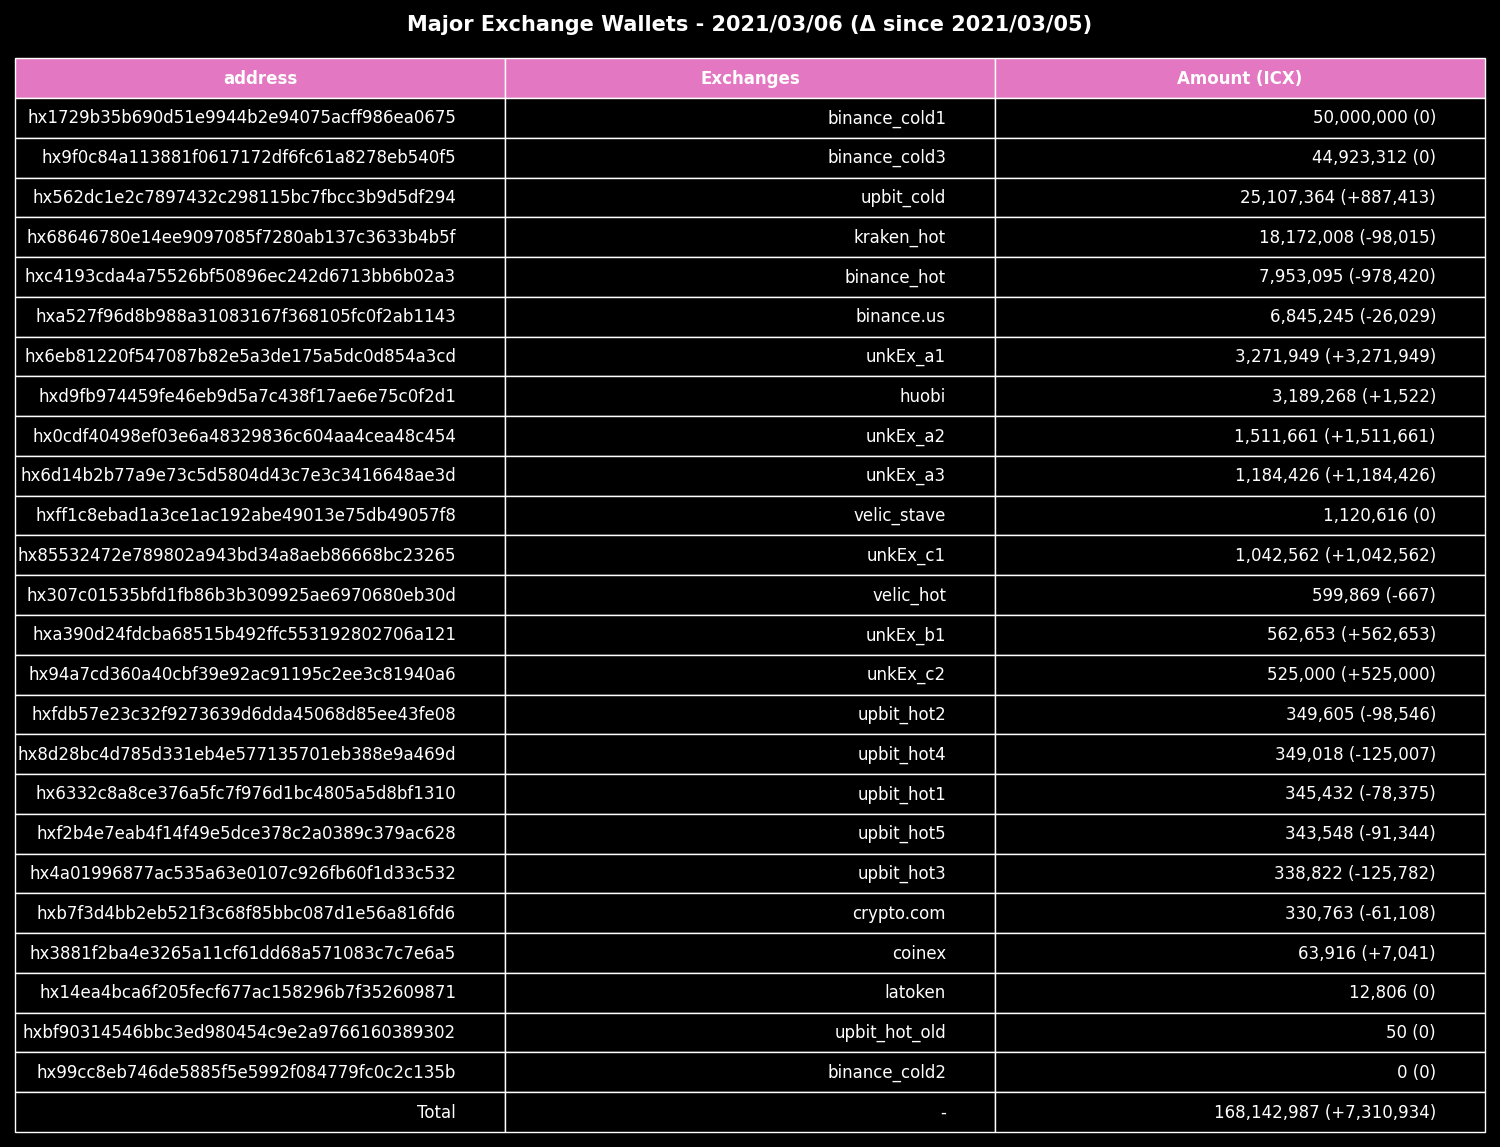 Major Exchange Wallets - 2021/03/06 (Δ since 2021/03/05)
address Exchanges Amount (ICX)
hx1729b35b690d51e9944b2e94075acff986ea0675 binance_cold1 50,000,000 (0)
hx9f0c84a113881f0617172df6fc61a8278eb540f5 binance_cold3 44,923,312 (0)
hx562dc1e2c7897432c298115bc7fbcc3b9d5df294 upbit_cold 25,107,364 (+887,413)
hx68646780e14ee9097085f7280ab137c3633b4b5f kraken_hot 18,172,008 (-98,015)
hxc4193cda4a75526bf50896ec242d6713bb6b02a3 binance_hot 7,953,095 (-978,420)
hxa527f96d8b988a31083167f368105fc0f2ab1143 binance.us 6,845,245 (-26,029)
hx6eb81220f547087b82e5a3de175a5dc0d854a3cd unkEx_a1 3,271,949 (+3,271,949)
hxd9fb974459fe46eb9d5a7c438f17ae6e75c0f2d1 huobi 3,189,268 (+1,522)
hx0cdf40498ef03e6a48329836c604aa4cea48c454 unkEx_a2 1,511,661 (+1,511,661)
hx6d14b2b77a9e73c5d5804d43c7e3c3416648ae3d unkEx_a3 1,184,426 (+1,184,426)
hxff1c8ebad1a3ce1ac192abe49013e75db49057f8 velic_stave 1,120,616 (0)
hx85532472e789802a943bd34a8aeb86668bc23265 unkEx_c1 1,042,562 (+1,042,562)
hx307c01535bfd1fb86b3b309925ae6970680eb30d velic_hot 599,869 (-667)
hxa390d24fdcba68515b492ffc553192802706a121 unkEx_b1 562,653 (+562,653)
hx94a7cd360a40cbf39e92ac91195c2ee3c81940a6 unkEx_c2 525,000 (+525,000)
hxfdb57e23c32f9273639d6dda45068d85ee43fe08 upbit_hot2 349,605 (-98,546)
hx8d28bc4d785d331eb4e577135701eb388e9a469d upbit_hot4 349,018 (-125,007)
hx6332c8a8ce376a5fc7f976d1bc4805a5d8bf1310 upbit_hot1 345,432 (-78,375)
hxf2b4e7eab4f14f49e5dce378c2a0389c379ac628 upbit_hot5 343,548 (-91,344)
hx4a01996877ac535a63e0107c926fb60f1d33c532 upbit_hot3 338,822 (-125,782)
hxb7f3d4bb2eb521f3c68f85bbc087d1e56a816fd6 crypto.com 330,763 (-61,108)
hx3881f2ba4e3265a11cf61dd68a571083c7c7e6a5 coinex 63,916 (+7,041)
hx14ea4bca6f205fecf677ac158296b7f352609871 latoken 12,806 (0)
hxbf90314546bbc3ed980454c9e2a9766160389302 upbit_hot_old 50 (0)
hx99cc8eb746de5885f5e5992f084779fc0c2c135b binance_cold2 0 (0)
Total - 168,142,987 (+7,310,934)